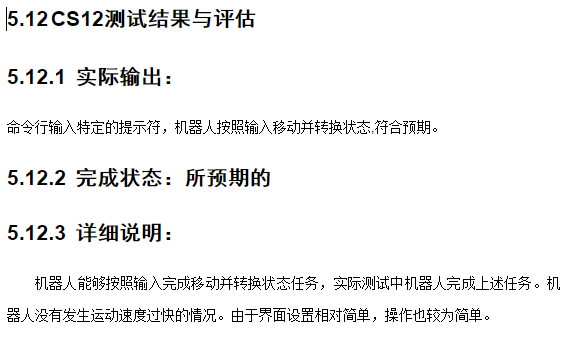 5.12CS12测试结果与评估
5.12.1 实际输出：
命令行输入特定的提示符，机器人按照输入移动并转换状态,符合预期。
5.12.2 完成状态：所预期的
5.12.3 详细说明：
机器人能够按照输入完成移动并转换状态任务，实际测试中机器人完成上述任务。机
器人没有发生运动速度过快的情况。由于界面设置相对简单，操作也较为简单。